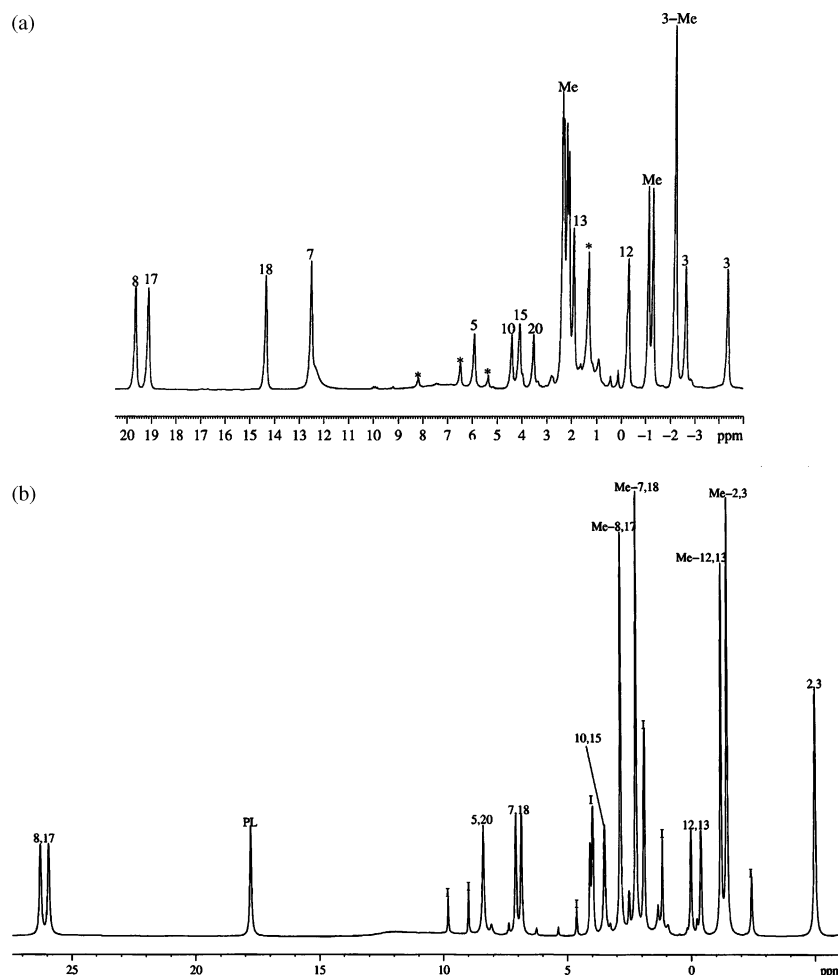 (a)
3−Me
Me
8
17
18
7
5
10
15
20
13
*
12
Me
3
3
*
*
*
20 19 18 17 16 15 14 13 12 11 10 9 8 7 6 5 4 3 2 1 0 −1 −2 −3 ppm
(b)
Me−7,18
Me−2,3
Me−8,17
Me−12,13
2,3
10,15
I
8,17
PL
5,20
7,18
I
12,13
I
I
I
I
I
25 20 15 10 5 0 ppm